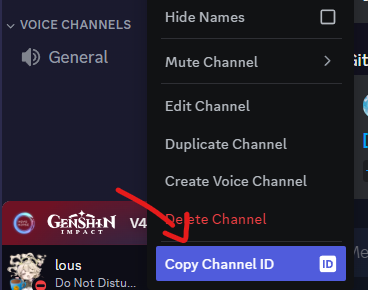 VOICE CHANNELS
General
GENSHIN
IMPACT
V4
lous
Do Not Distu...
Hide Names
Mute Channel
Edit Channel
Duplicate Channel
Create Voice Channel
Delete Channel
Copy Channel ID
ID